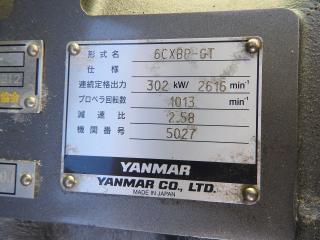 形式名 6CXBP-GT
仕様
連続定格出力 302 kW/ 2616 min⁻¹
プロペラ回転数 1013 min⁻¹
減速比 2.58
機関番号 5027
YANMAR
YANMAR CO., LTD.
MADE IN JAPAN